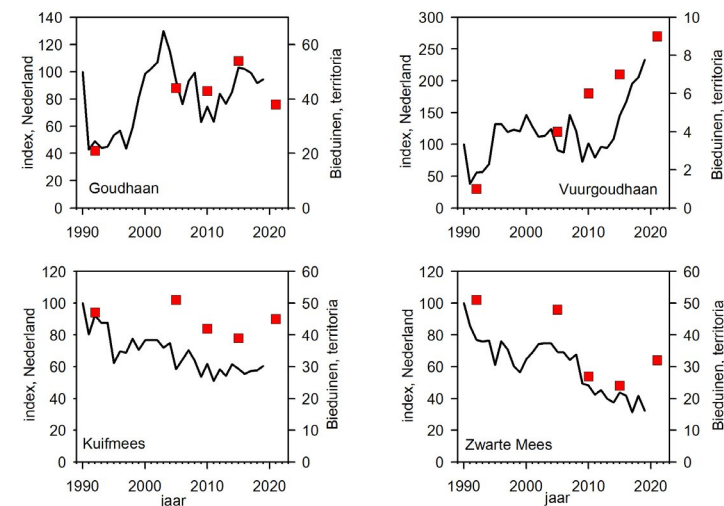 140
120
100
80
60
40
20
0
index, Nederland
60
40
20
0
Bieduinen, territoria
Goudhaan
1990 2000 2010 2020
300
250
200
150
100
50
0
index, Nederland
10
8
6
4
2
0
Bieduinen, territoria
Vuurgoudhaan
1990 2000 2010 2020
120
100
80
60
40
20
0
index, Nederland
60
50
40
30
20
10
0
Bieduinen, territoria
Kuifmees
1990 2000 2010 2020
jaar
120
100
80
60
40
20
0
index, Nederland
60
50
40
30
20
10
0
Bieduinen, territoria
Zwarte Mees
1990 2000 2010 2020
jaar